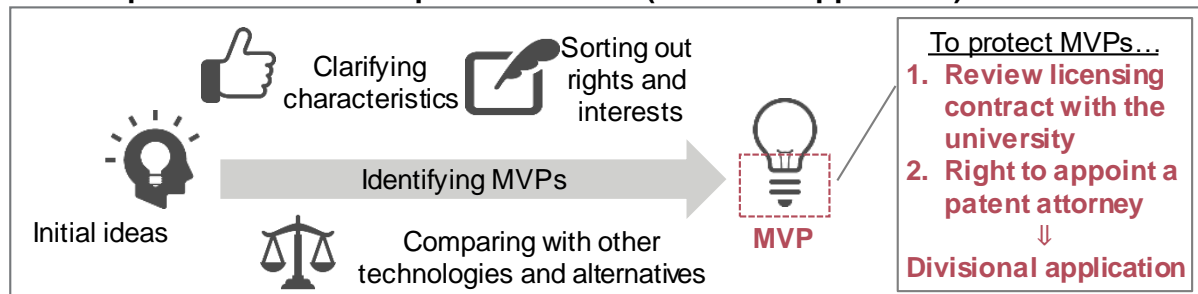 Clarifying
characteristics
Sorting out
rights and
interests
Initial ideas
Identifying MVPs
Comparing with other
technologies and alternatives
MVP
To protect MVPs…
1. Review licensing
contract with the
university
2. Right to appoint a
patent attorney
⇓
Divisional application